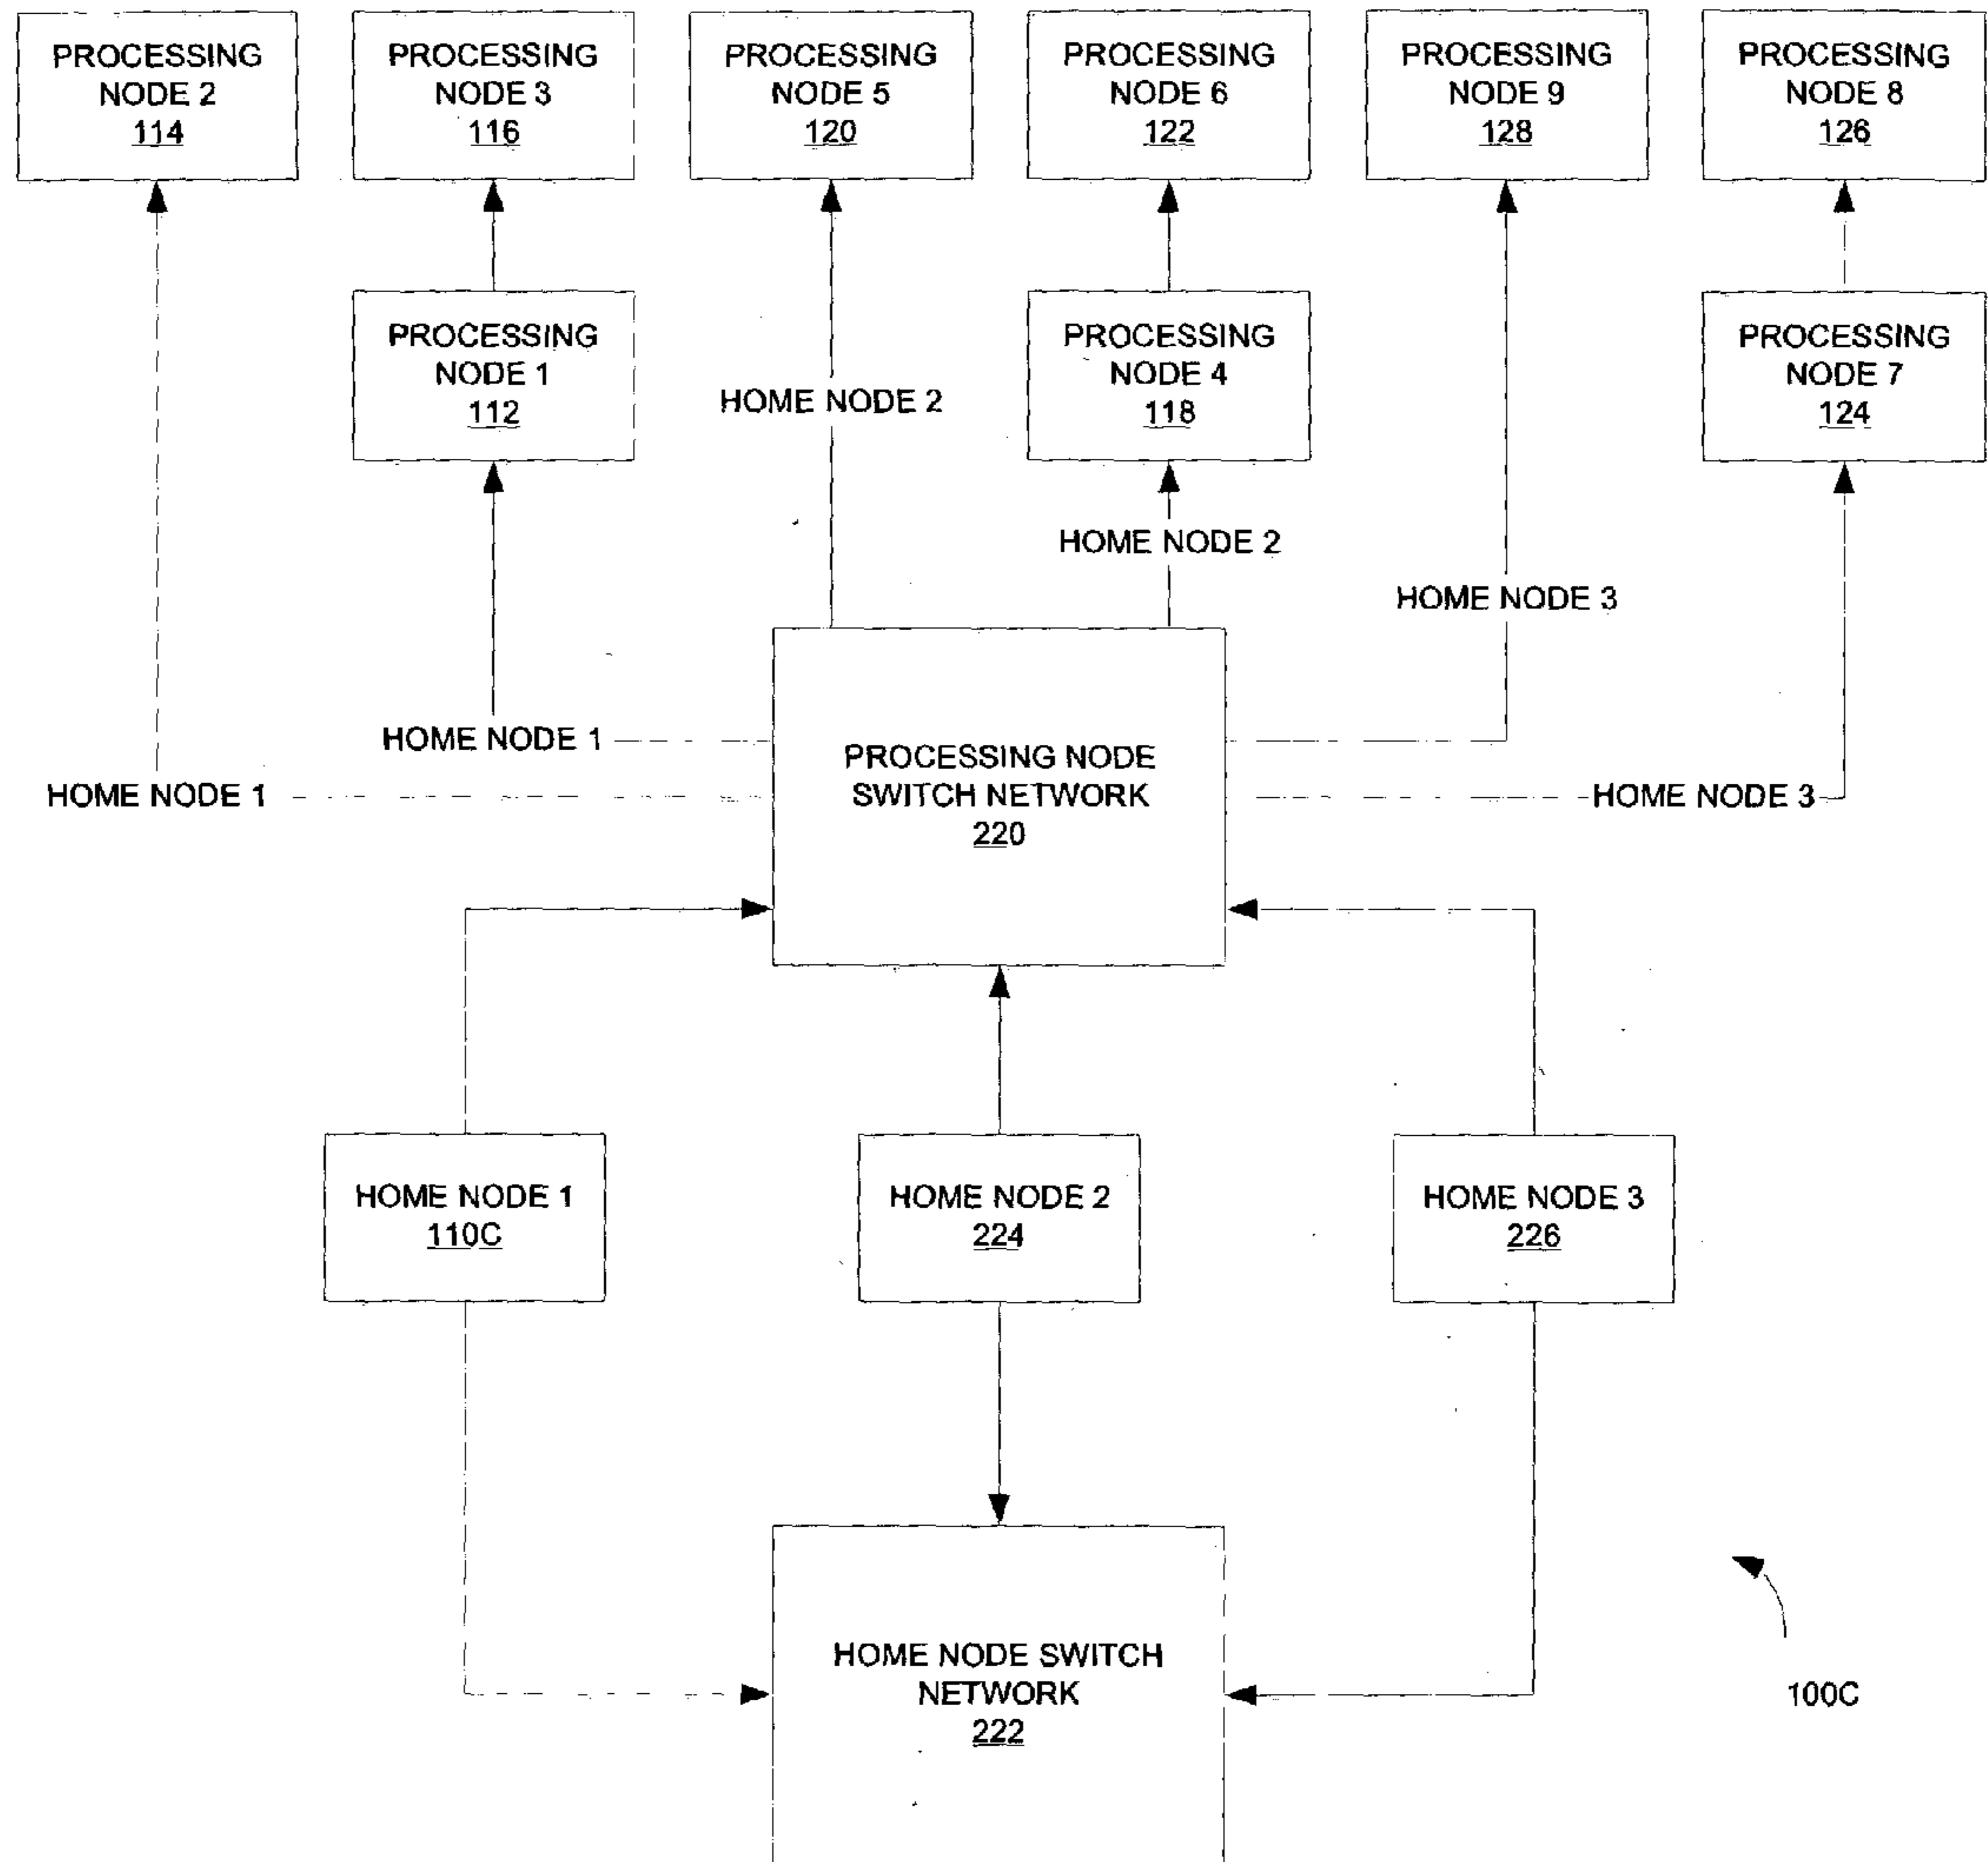 PROCESSING
NODE 2
114
PROCESSING
NODE 3
116
PROCESSING
NODE 5
120
PROCESSING
NODE 6
122
PROCESSING
NODE 9
128
PROCESSING
NODE 8
126
PROCESSING
NODE 1
112
HOME NODE 2
PROCESSING
NODE 4
118
PROCESSING
NODE 7
124
HOME NODE 2
HOME NODE 3
HOME NODE 1
HOME NODE 1
PROCESSING NODE
SWITCH NETWORK
220
HOME NODE 3
HOME NODE 1
110C
HOME NODE 2
224
HOME NODE 3
226
HOME NODE SWITCH
NETWORK
222
100C